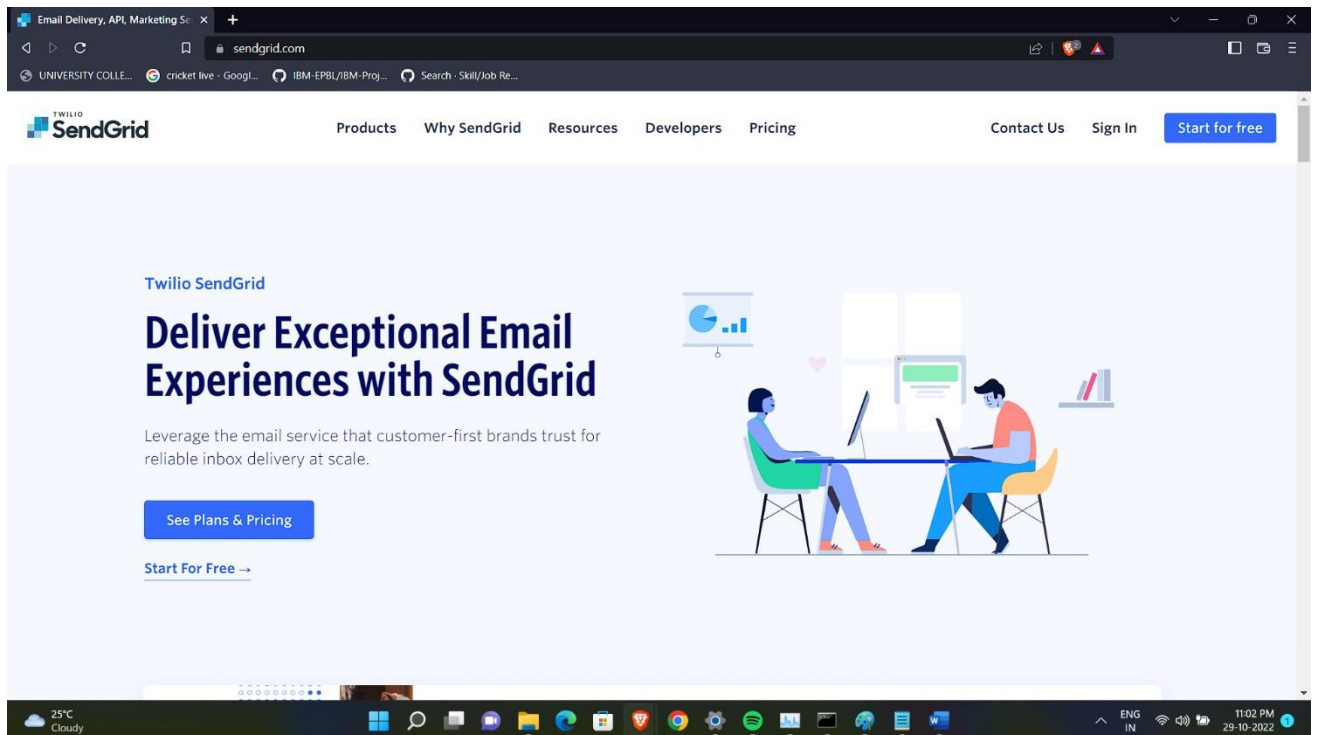 Email Delivery, API, Marketing Se
sendgrid.com
2
UNIVERSITY COLLE...
cricket live - Googl...
IBM-EPBL/IBM-Proj...
Search · Skill/Job Re...
TWILIO
SendGrid
Products
Why SendGrid
Resources
Developers
Pricing
Contact Us
Sign In
Start for free
Twilio SendGrid
Deliver Exceptional Email
Experiences with SendGrid
Leverage the email service that customer-first brands trust for
reliable inbox delivery at scale.
See Plans & Pricing
Start For Free →
25°C
Cloudy
ENG
IN
11:02 PM
29-10-2022
1